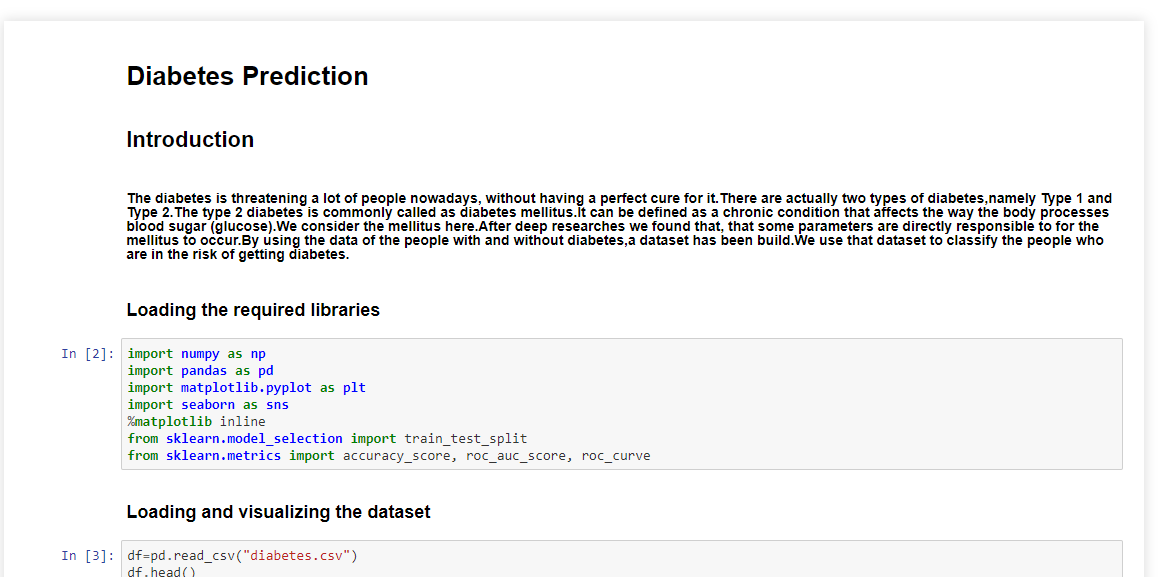 Diabetes Prediction
Introduction
The diabetes is threatening a lot of people nowadays, without having a perfect cure for it.There are actually two types of diabetes,namely Type 1 and
Type 2.The type 2 diabetes is commonly called as diabetes mellitus.It can be defined as a chronic condition that affects the way the body processes
blood sugar (glucose).We consider the mellitus here.After deep researches we found that, that some parameters are directly responsible to for the
mellitus to occur.By using the data of the people with and without diabetes,a dataset has been build.We use that dataset to classify the people who
are in the risk of getting diabetes.
Loading the required libraries
In [2]: import numpy as np
import pandas as pd
import matplotlib.pyplot as plt
import seaborn as sns
%matplotlib inline
from sklearn.model_selection import train_test_split
from sklearn.metrics import accuracy_score, roc_auc_score, roc_curve
Loading and visualizing the dataset
In [3]: df=pd.read_csv("diabetes.csv")
df.head()